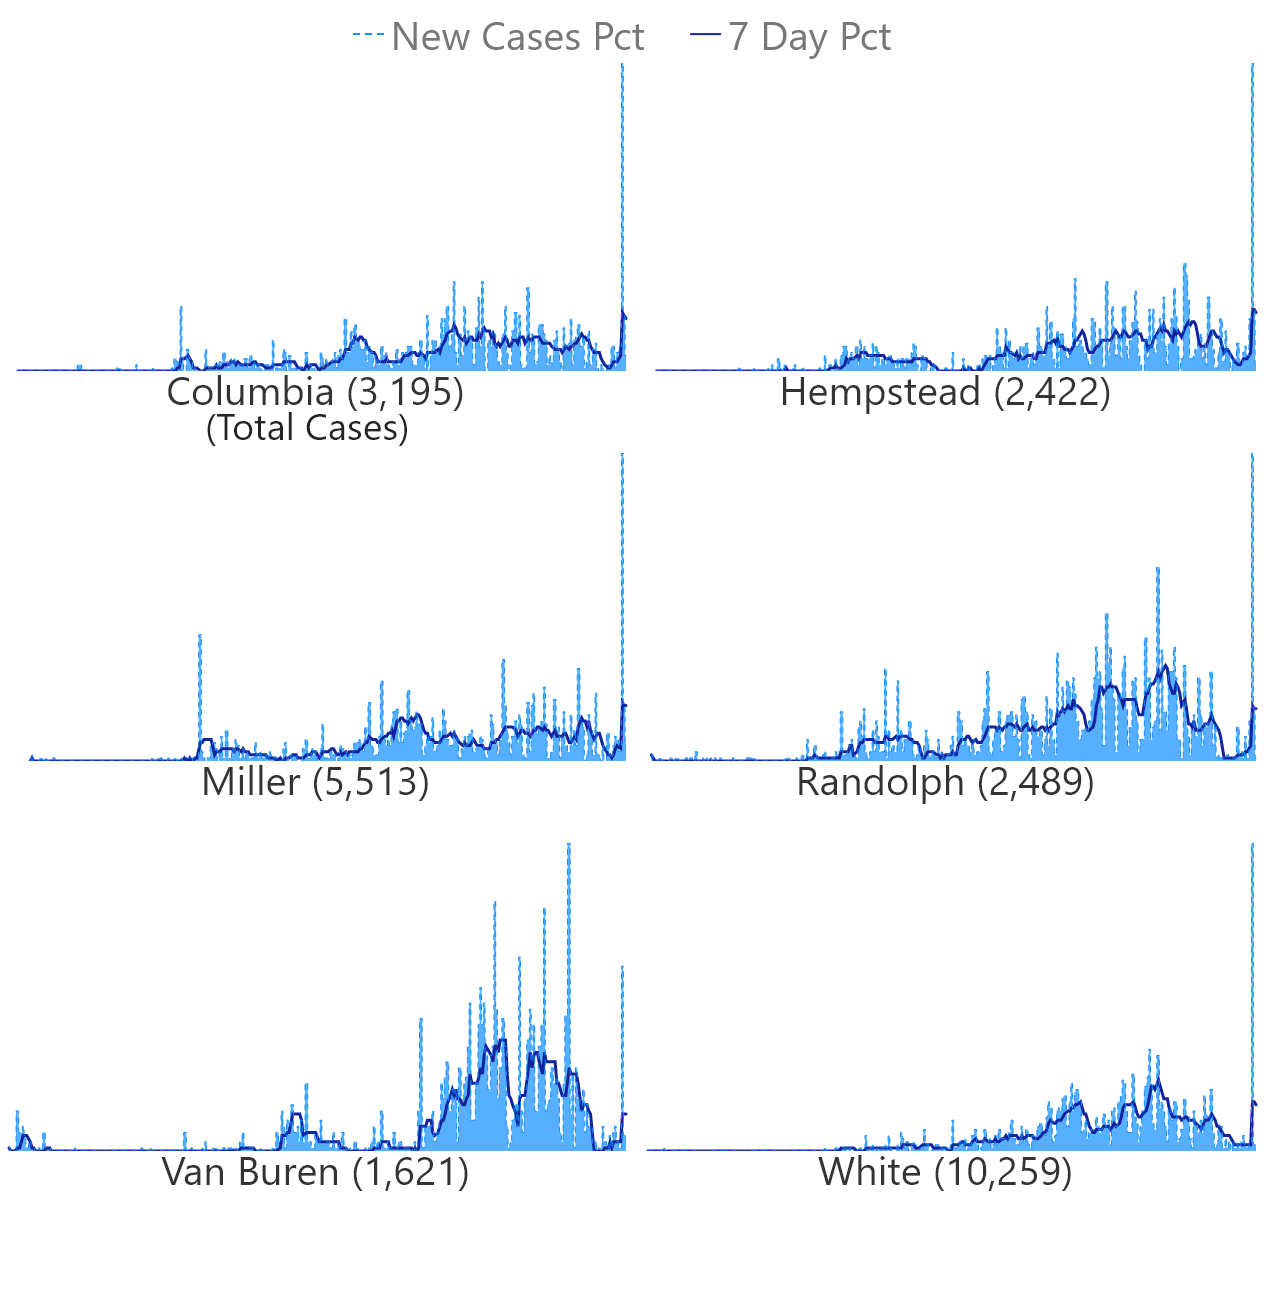 New Cases Pct 7 Day Pct
Columbia (3,195) Hempstead (2,422)
(Total Cases)
Miller (5,513) Randolph (2,489)
Van Buren (1,621) White (10,259)